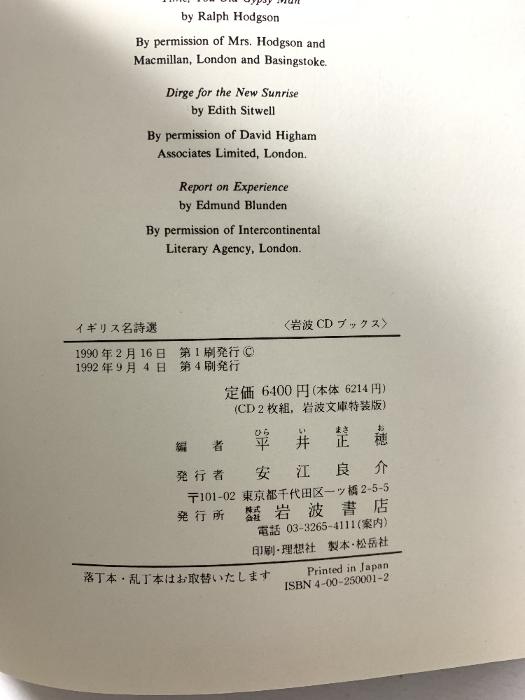 Time, You Old Gypsy Man
by Ralph Hodgson
By permission of Mrs. Hodgson and
Macmillan, London and Basingstoke.
Dirge for the New Sunrise
by Edith Sitwell
By permission of David Higham
Associates Limited, London.
Report on Experience
by Edmund Blunden
By permission of Intercontinental
Literary Agency, London.
イギリス名詩選 〈岩波 CD ブックス〉
1990 年 2 月 16 日 第 1 刷発行 ©
1992 年 9 月 4 日 第 4 刷発行
定価 6400 円(本体 6214 円)
(CD 2 枚組，岩波文庫特装版)
ひら い まさ お
編者 平井正穂
発行者 安江良介
〒101-02 東京都千代田区一ツ橋 2-5-5
発行所 株式会社 岩波書店
電話 03-3265-4111(案内)
印刷・理想社 製本・松岳社
落丁本・乱丁本はお取替いたします
Printed in Japan
ISBN 4-00-250001-2